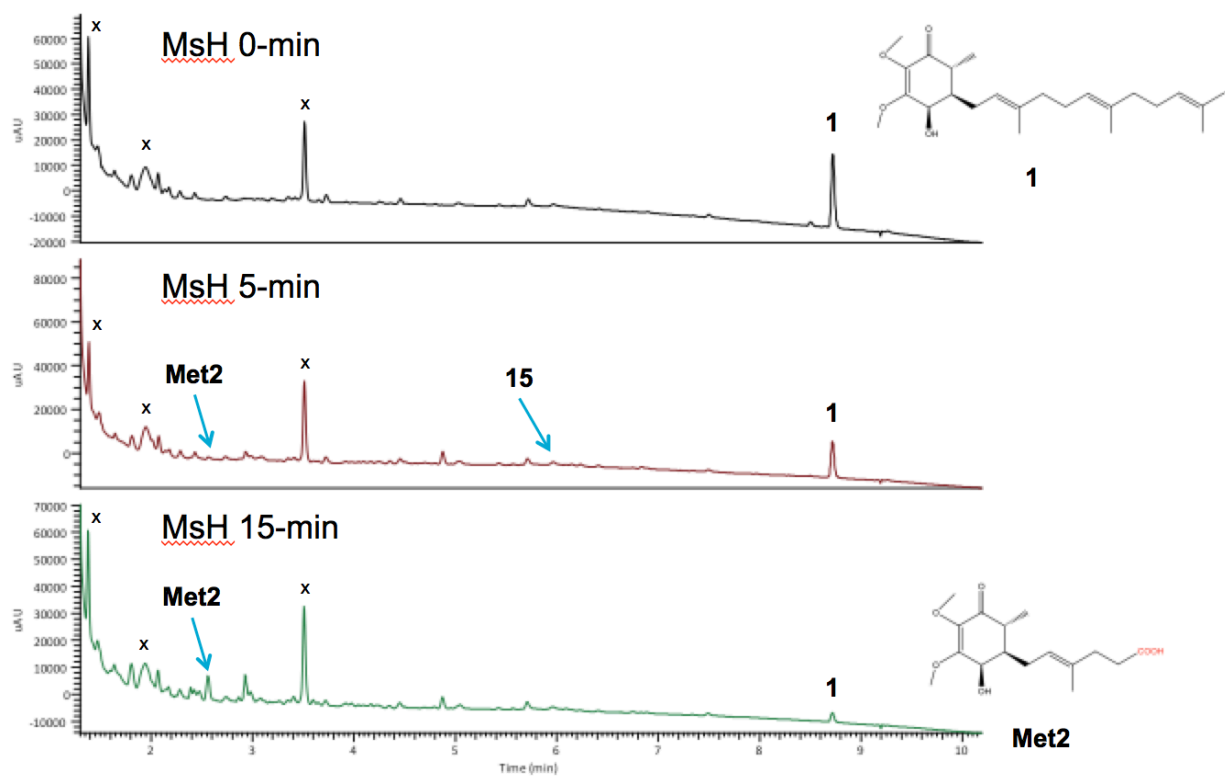 x
MsH 0-min
x
x
1
60000
50000
40000
30000
20000
10000
0
-10000
-20000
uAU
O
O
O
OH
1
MsH 5-min
x
x
x
Met2
15
1
80000
60000
40000
20000
0
uAU
MsH 15-min
x
x
x
Met2
1
70000
60000
50000
40000
30000
20000
10000
0
-10000
uAU
2 3 4 5 6 7 8 9 10
Time (min)
O
O
O
OH
COOH
Met2